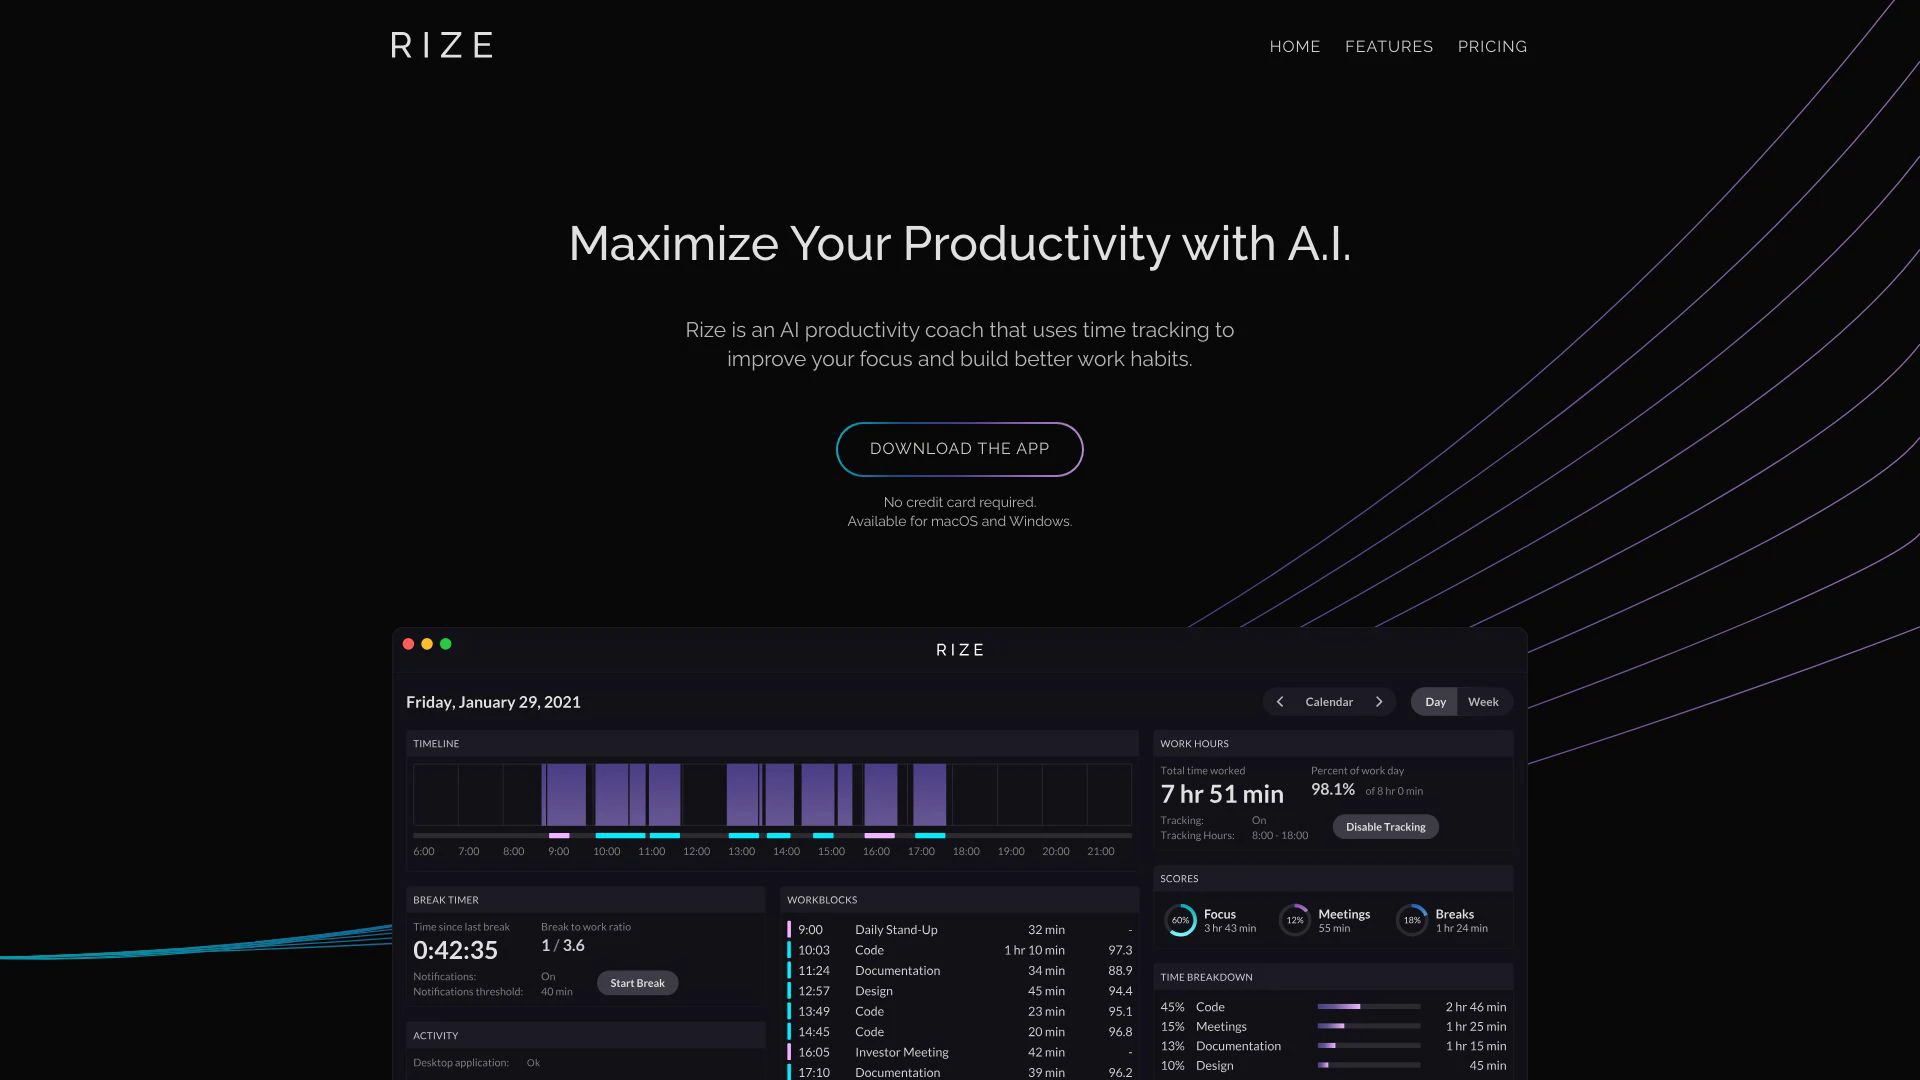 RIZE
HOME FEATURES PRICING
Maximize Your Productivity with A.I.
Rize is an AI productivity coach that uses time tracking to
improve your focus and build better work habits.
DOWNLOAD THE APP
No credit card required.
Available for macOS and Windows.
RIZE
Friday, January 29, 2021
Calendar
Day Week
TIMELINE
6:00 7:00 8:00 9:00 10:00 11:00 12:00 13:00 14:00 15:00 16:00 17:00 18:00 19:00 20:00 21:00
WORK HOURS
Total time worked Percent of work day
7 hr 51 min 98.1% of 8 hr 0 min
Tracking: On
Tracking Hours: 8:00 - 18:00
Disable Tracking
BREAK TIMER
Time since last break Break to work ratio
0:42:35 1 / 3.6
Notifications: On
Notifications threshold: 40 min
Start Break
ACTIVITY
Desktop application: Ok
WORKBLOCKS
9:00 Daily Stand-Up 32 min -
10:03 Code 1 hr 10 min 97.3
11:24 Documentation 34 min 88.9
12:57 Design 45 min 94.4
13:49 Code 23 min 95.1
14:45 Code 20 min 96.8
16:05 Investor Meeting 42 min -
17:10 Documentation 39 min 96.2
SCORES
60% Focus 3 hr 43 min
12% Meetings 55 min
18% Breaks 1 hr 24 min
TIME BREAKDOWN
45% Code 2 hr 46 min
15% Meetings 1 hr 25 min
13% Documentation 1 hr 15 min
10% Design 45 min